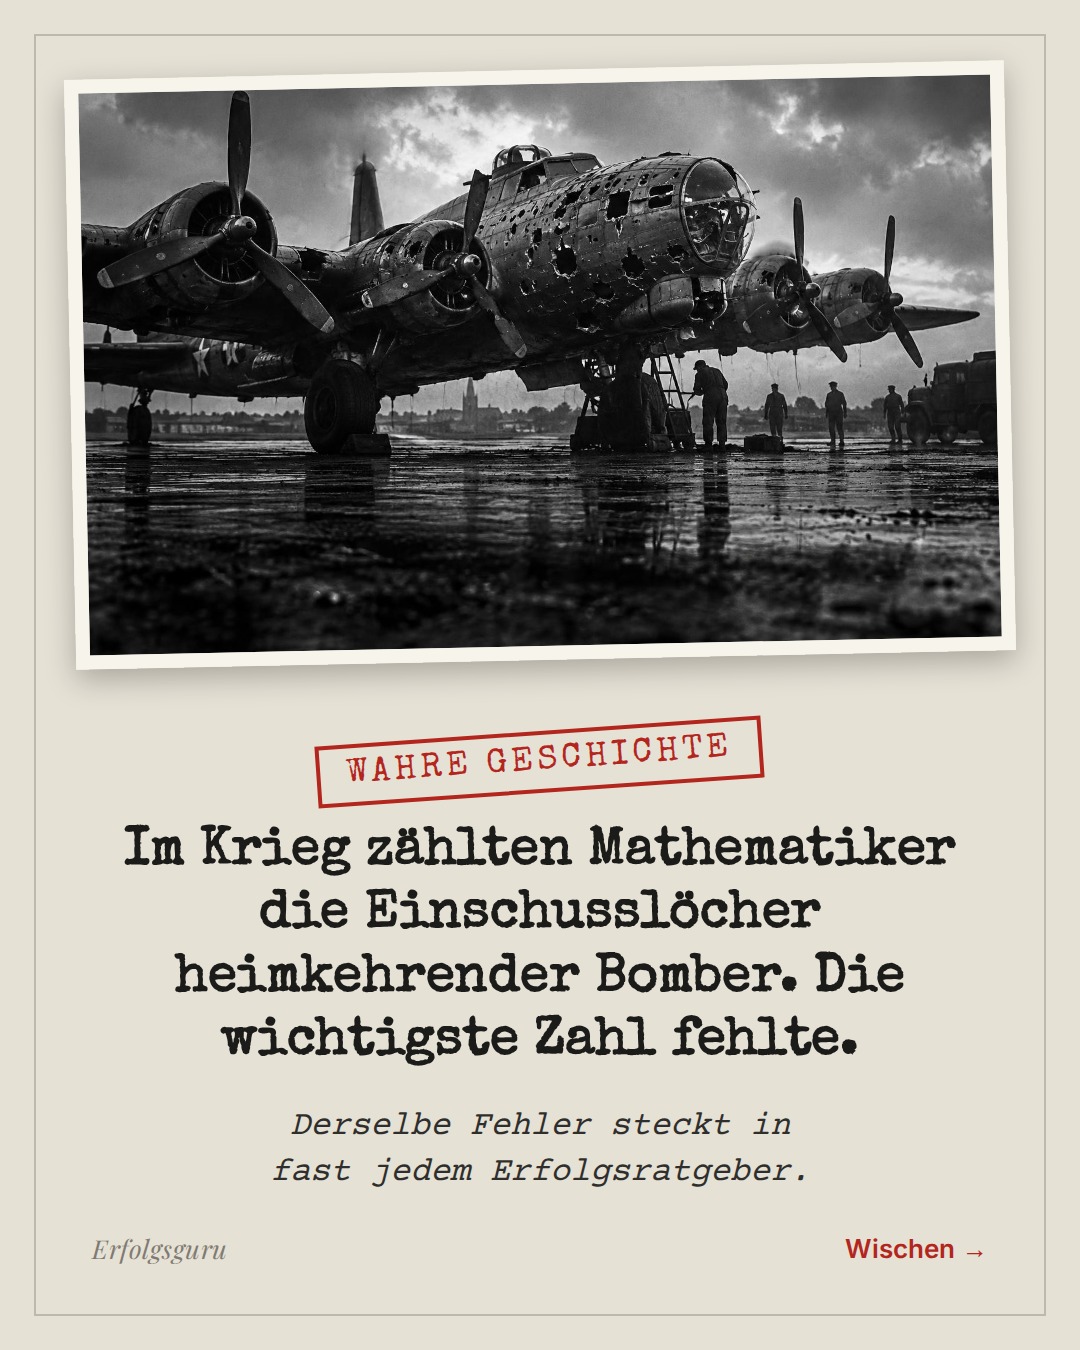 WAHRE GESCHICHTE
Im Krieg zählten Mathematiker
die Einschusslöcher
heimkehrender Bomber. Die
wichtigste Zahl fehlte.
Derselbe Fehler steckt in
fast jedem Erfolgsratgeber.
Erfolgsguru
Wischen →